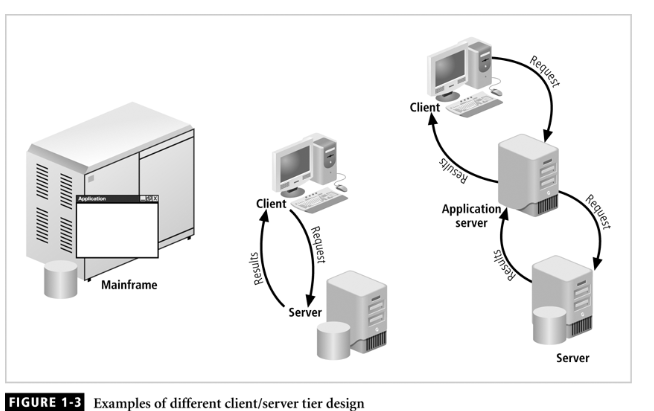 Application
Mainframe
Client
Request
Results
Server
Client
Request
Results
Application
server
Request
Results
Server
FIGURE 1-3 Examples of different client/server tier design